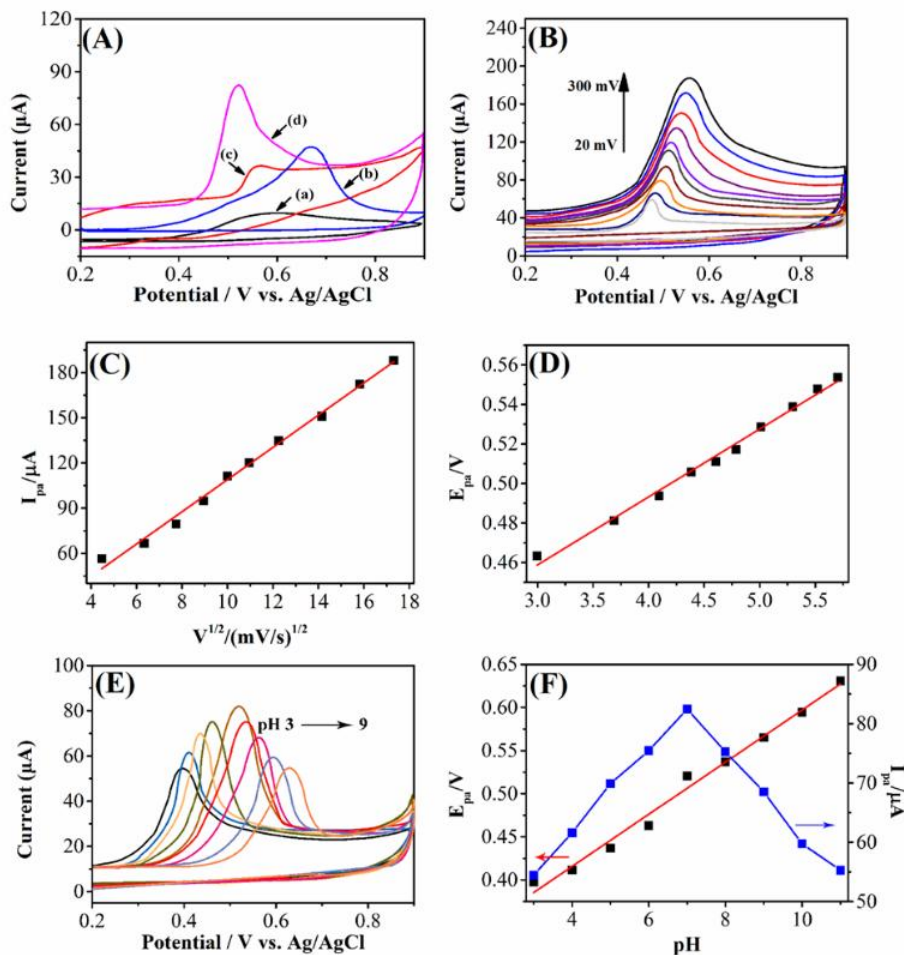 (A)
120
90
60
30
0
Current (μA)
(d)
(c)
(b)
(a)
0.2 0.4 0.6 0.8
Potential / V vs. Ag/AgCl
(B)
240
200
160
120
80
40
0
Current (μA)
300 mV
20 mV
0.2 0.4 0.6 0.8
Potential / V vs. Ag/AgCl
(C)
180
150
120
90
60
Ipa/μA
4 6 8 10 12 14 16 18
V1/2/(mV/s)1/2
(D)
0.56
0.54
0.52
0.50
0.48
0.46
Epa/V
3.0 3.5 4.0 4.5 5.0 5.5
(E)
100
80
60
40
20
0
Current (μA)
pH 3 → 9
0.2 0.4 0.6 0.8
Potential / V vs. Ag/AgCl
(F)
0.65
0.60
0.55
0.50
0.45
0.40
Epa/V
90
80
70
60
50
Ipa/μA
4 6 8 10
pH